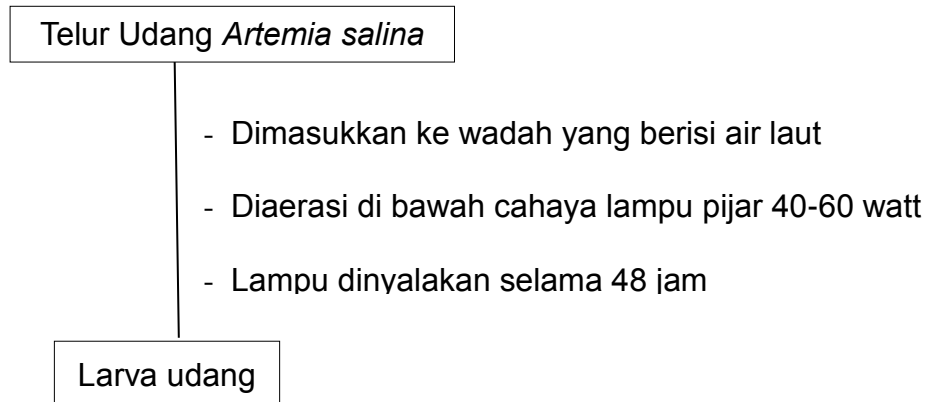 Telur Udang Artemia salina
- Dimasukkan ke wadah yang berisi air laut
- Diaerasi di bawah cahaya lampu pijar 40-60 watt
- Lampu dinyalakan selama 48 jam
Larva udang